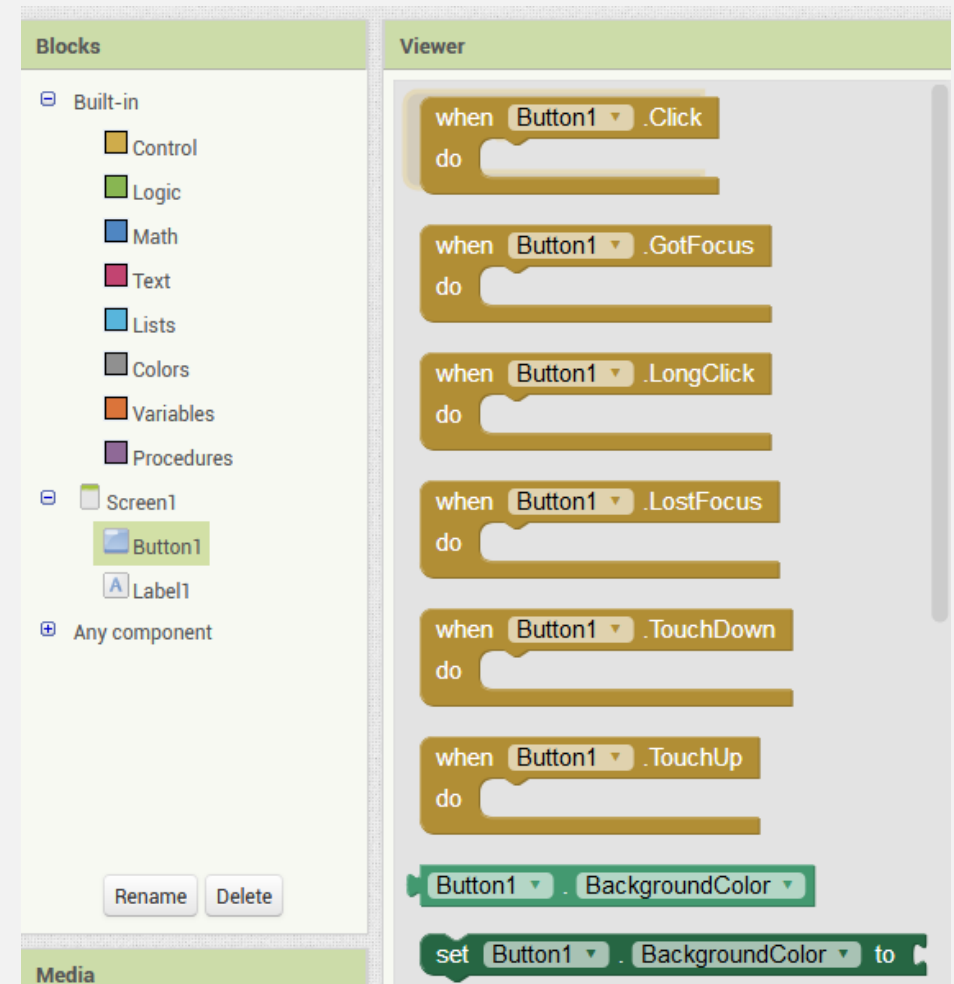 Blocks
Built-in
Control
Logic
Math
Text
Lists
Colors
Variables
Procedures
Screen1
Button1
Label1
Any component
Rename Delete
Media
Viewer
when Button1 .Click
do
when Button1 .GotFocus
do
when Button1 .LongClick
do
when Button1 .LostFocus
do
when Button1 .TouchDown
do
when Button1 .TouchUp
do
Button1 . BackgroundColor
set Button1 . BackgroundColor to